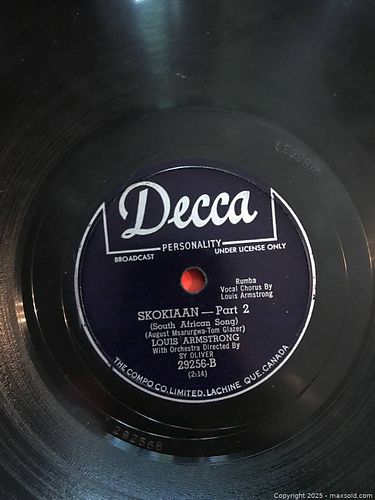 Decca
PERSONALITY
BROADCAST UNDER LICENSE ONLY
Rumba
Vocal Chorus By
Louis Armstrong
SKOKIAAN — Part 2
(South African Song)
(August Msarurgwa-Tom Glazer)
LOUIS ARMSTRONG
With Orchestra Directed By
SY OLIVER
29256-B
(2:14)
THE COMPO CO. LIMITED. LACHINE QUE. CANADA
Copyright 2025 - maxsold.com